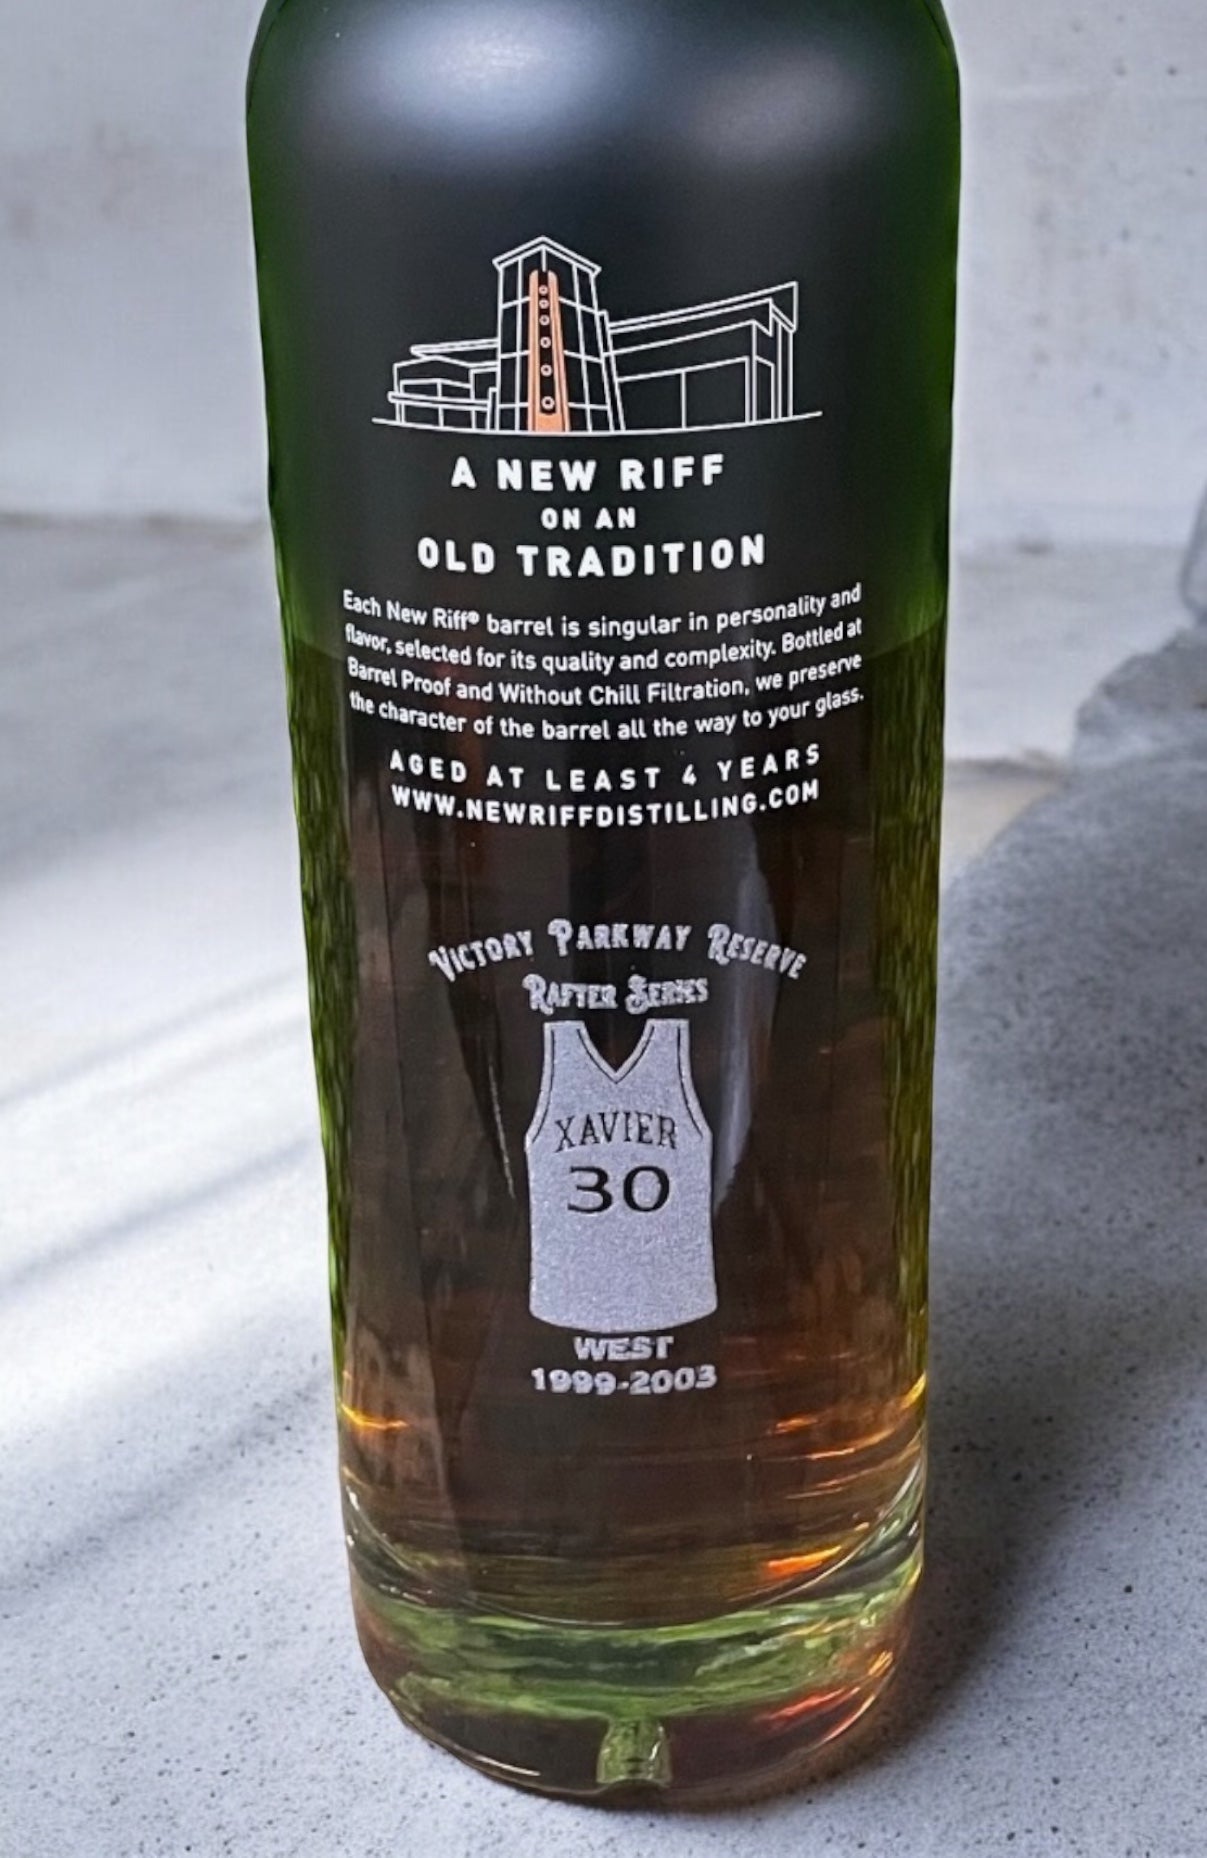 A NEW RIFF
ON AN
OLD TRADITION
Each New Riff® barrel is singular in personality and
flavor, selected for its quality and complexity. Bottled at
Barrel Proof and Without Chill Filtration, we preserve
the character of the barrel all the way to your glass.
AGED AT LEAST 4 YEARS
WWW.NEWRIFFDISTILLING.COM
VICTORY PARKWAY RESERVE
RAFTER SERIES
XAVIER
30
WEST
1999-2003